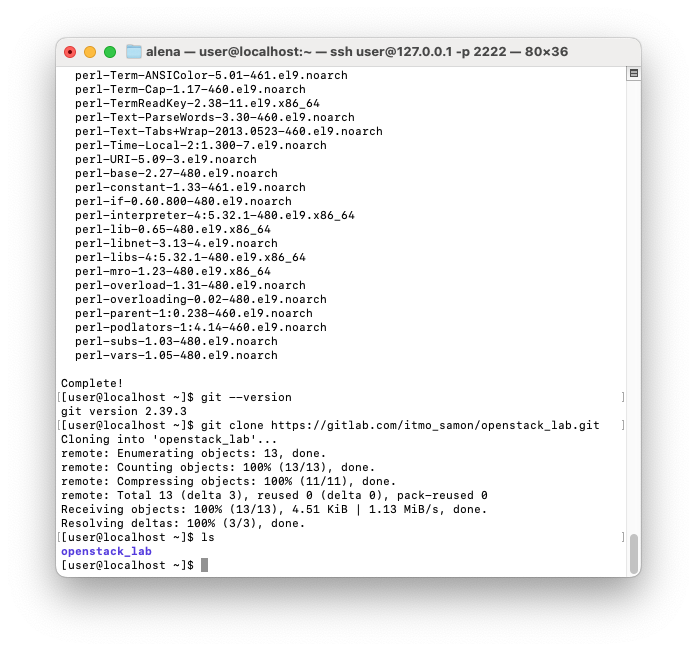 alena — user@localhost:~ — ssh user@127.0.0.1 -p 2222 — 80×36
perl-Term-ANSIColor-5.01-461.el9.noarch
perl-Term-Cap-1.17-460.el9.noarch
perl-TermReadKey-2.38-11.el9.x86_64
perl-Text-ParseWords-3.30-460.el9.noarch
perl-Text-Tabs+Wrap-2013.0523-460.el9.noarch
perl-Time-Local-2:1.300-7.el9.noarch
perl-URI-5.09-3.el9.noarch
perl-base-2.27-480.el9.noarch
perl-constant-1.33-461.el9.noarch
perl-if-0.60.800-480.el9.noarch
perl-interpreter-4:5.32.1-480.el9.x86_64
perl-lib-0.65-480.el9.x86_64
perl-libnet-3.13-4.el9.noarch
perl-libs-4:5.32.1-480.el9.x86_64
perl-mro-1.23-480.el9.x86_64
perl-overload-1.31-480.el9.noarch
perl-overloading-0.02-480.el9.noarch
perl-parent-1:0.238-460.el9.noarch
perl-podlators-1:4.14-460.el9.noarch
perl-subs-1.03-480.el9.noarch
perl-vars-1.05-480.el9.noarch
Complete!
[[user@localhost ~]$ git --version ]
git version 2.39.3
[[user@localhost ~]$ git clone https://gitlab.com/itmo_samon/openstack_lab.git ]
Cloning into 'openstack_lab'...
remote: Enumerating objects: 13, done.
remote: Counting objects: 100% (13/13), done.
remote: Compressing objects: 100% (11/11), done.
remote: Total 13 (delta 3), reused 0 (delta 0), pack-reused 0
Receiving objects: 100% (13/13), 4.51 KiB | 1.13 MiB/s, done.
Resolving deltas: 100% (3/3), done.
[[user@localhost ~]$ ls ]
openstack_lab
[user@localhost ~]$